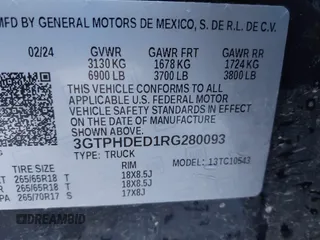 MFD BY GENERAL MOTORS DE MEXICO, S. DE R.L. DE C.V.
02/24 GVWR GAWR FRT GAWR RR
3130 KG 1678 KG 1724 KG
6900 LB 3700 LB 3800 LB
THIS VEHICLE CONFORMS TO ALL
U.S. FEDERAL MOTOR
VEHICLE SAFETY STANDARDS IN EFFECT ON
THE DATE OF MANUFACTURE
SHOWN ABOVE.
3GTPHDED1RG280093
TYPE: TRUCK MODEL: 13TC10543
TIRE SIZE RIM
265/65R18 T 18X8.5J
265/65R18 T 18X8.5J
265/70R17 S 17X8J
DREAMBID